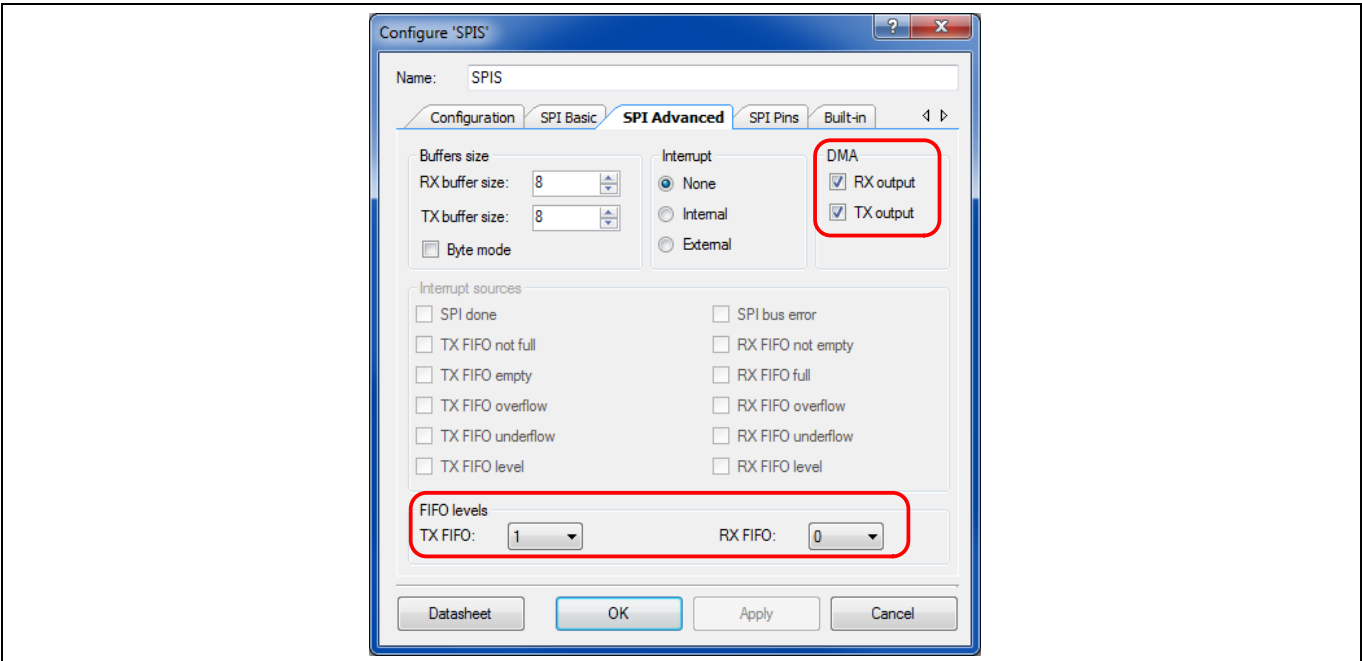 Configure 'SPIS'
Name: SPIS
Configuration SPI Basic SPI Advanced SPI Pins Built-in
Buffers size Interrupt DMA
RX buffer size: 8 None RX output
TX buffer size: 8 Internal TX output
Byte mode External
Interrupt sources
SPI done SPI bus error
TX FIFO not full RX FIFO not empty
TX FIFO empty RX FIFO full
TX FIFO overflow RX FIFO overflow
TX FIFO underflow RX FIFO underflow
TX FIFO level RX FIFO level
FIFO levels
TX FIFO: 1 RX FIFO: 0
Datasheet OK Apply Cancel